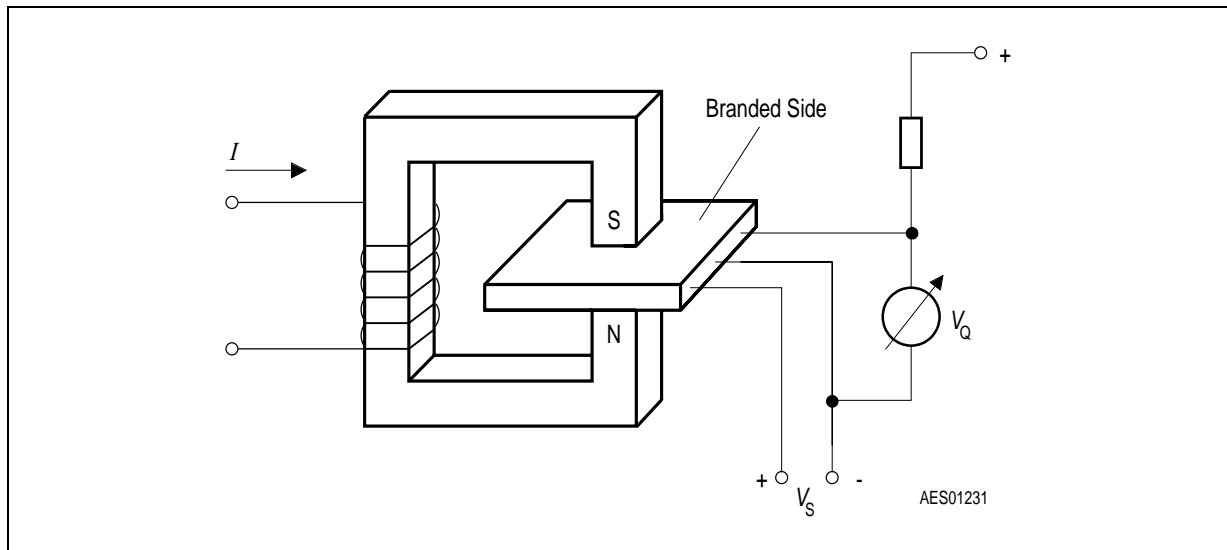 +
Branded Side
I
S
N
VQ
+ VS -
AES01231